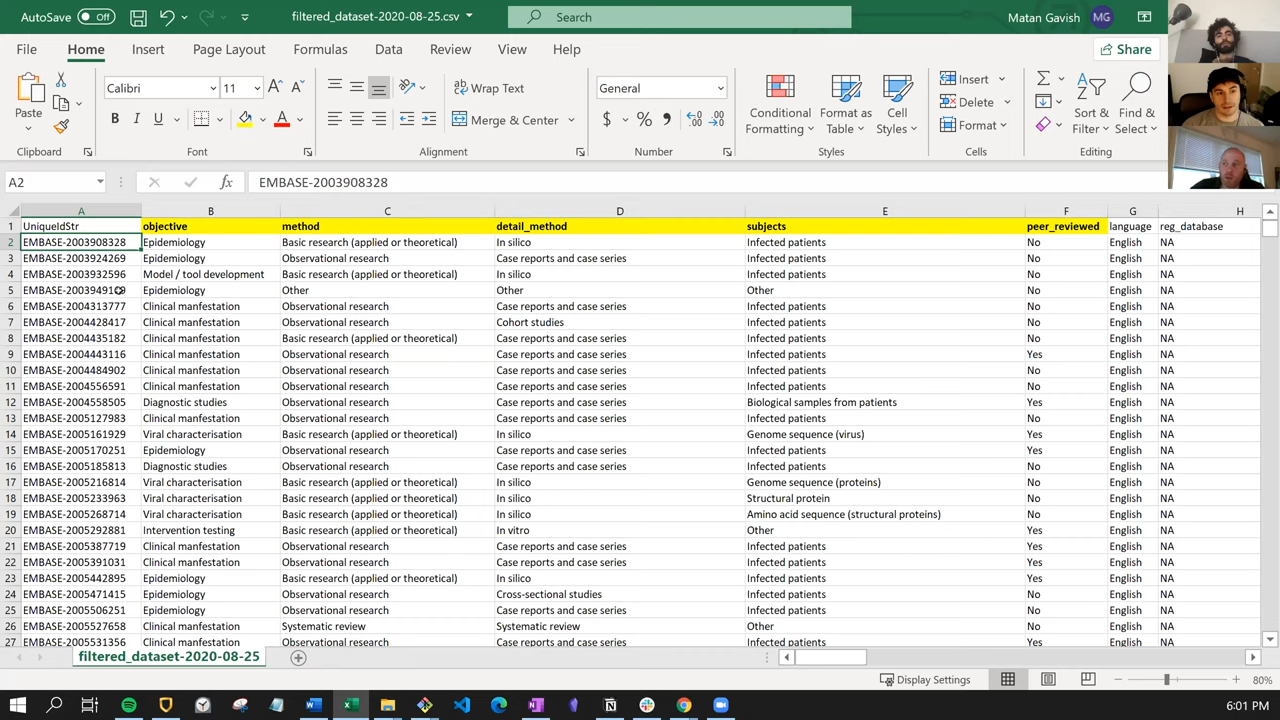 AutoSave Off filtered_dataset-2020-08-25.csv Search Matan Gavish MG
File Home Insert Page Layout Formulas Data Review View Help Share
Paste Calibri 11 Wrap Text General Conditional Formatting Format as Table Cell Styles Insert Sort & Filter Find & Select
B I U Merge & Center $ % Delete Format
Clipboard Font Alignment Number Styles Cells Editing
A2 fx EMBASE-2003908328
A B C D E F G H
1 UniqueIdStr objective method detail_method subjects peer_reviewed language reg_database
2 EMBASE-2003908328 Epidemiology Basic research (applied or theoretical) In silico Infected patients No English NA
3 EMBASE-2003924269 Epidemiology Observational research Case reports and case series Infected patients No English NA
4 EMBASE-2003932596 Model / tool development Basic research (applied or theoretical) In silico Infected patients No English NA
5 Epidemiology Other Other Other No English NA
6 EMBASE-2004313777 Clinical manfestation Observational research Case reports and case series Infected patients No English NA
7 EMBASE-2004428417 Clinical manfestation Observational research Cohort studies Infected patients No English NA
8 EMBASE-2004435182 Clinical manfestation Basic research (applied or theoretical) Case reports and case series Infected patients No English NA
9 EMBASE-2004443116 Clinical manfestation Observational research Case reports and case series Infected patients Yes English NA
10 EMBASE-2004484902 Clinical manfestation Observational research Case reports and case series Infected patients No English NA
11 EMBASE-2004556591 Clinical manfestation Observational research Case reports and case series Infected patients No English NA
12 EMBASE-2004558505 Diagnostic studies Observational research Case reports and case series Biological samples from patients Yes English NA
13 EMBASE-2005127983 Clinical manfestation Observational research Case reports and case series Infected patients No English NA
14 EMBASE-2005161929 Viral characterisation Basic research (applied or theoretical) In silico Genome sequence (virus) Yes English NA
15 EMBASE-2005170251 Epidemiology Observational research Case reports and case series Infected patients Yes English NA
16 EMBASE-2005185813 Diagnostic studies Observational research Case reports and case series Infected patients No English NA
17 EMBASE-2005216814 Viral characterisation Basic research (applied or theoretical) In silico Genome sequence (proteins) No English NA
18 EMBASE-2005233963 Viral characterisation Basic research (applied or theoretical) In silico Structural protein No English NA
19 EMBASE-2005268714 Viral characterisation Basic research (applied or theoretical) In silico Amino acid sequence (structural proteins) No English NA
20 EMBASE-2005292881 Intervention testing Basic research (applied or theoretical) In vitro Other Yes English NA
21 EMBASE-2005387719 Clinical manfestation Observational research Case reports and case series Infected patients Yes English NA
22 EMBASE-2005391031 Clinical manfestation Observational research Case reports and case series Infected patients Yes English NA
23 EMBASE-2005442895 Epidemiology Basic research (applied or theoretical) In silico Infected patients Yes English NA
24 EMBASE-2005471415 Epidemiology Observational research Cross-sectional studies Infected patients No English NA
25 EMBASE-2005506251 Epidemiology Observational research Case reports and case series Infected patients No English NA
26 EMBASE-2005527658 Clinical manfestation Systematic review Systematic review Other No English NA
27 EMBASE-2005531356 Clinical manfestation Observational research Case reports and case series Infected patients Yes English NA
filtered_dataset-2020-08-25
Display Settings 80%
6:01 PM